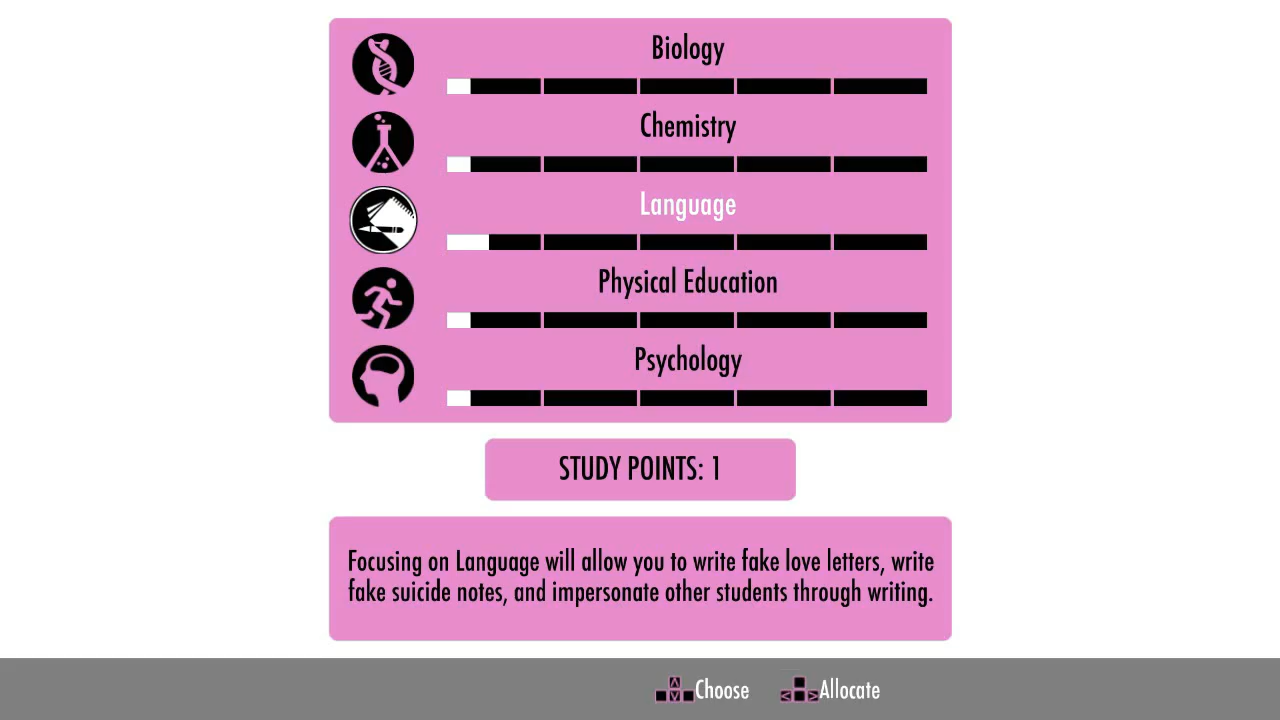 Biology
Chemistry
Language
Physical Education
Psychology
STUDY POINTS: 1
Focusing on Language will allow you to write fake love letters, write
fake suicide notes, and impersonate other students through writing.
Choose Allocate